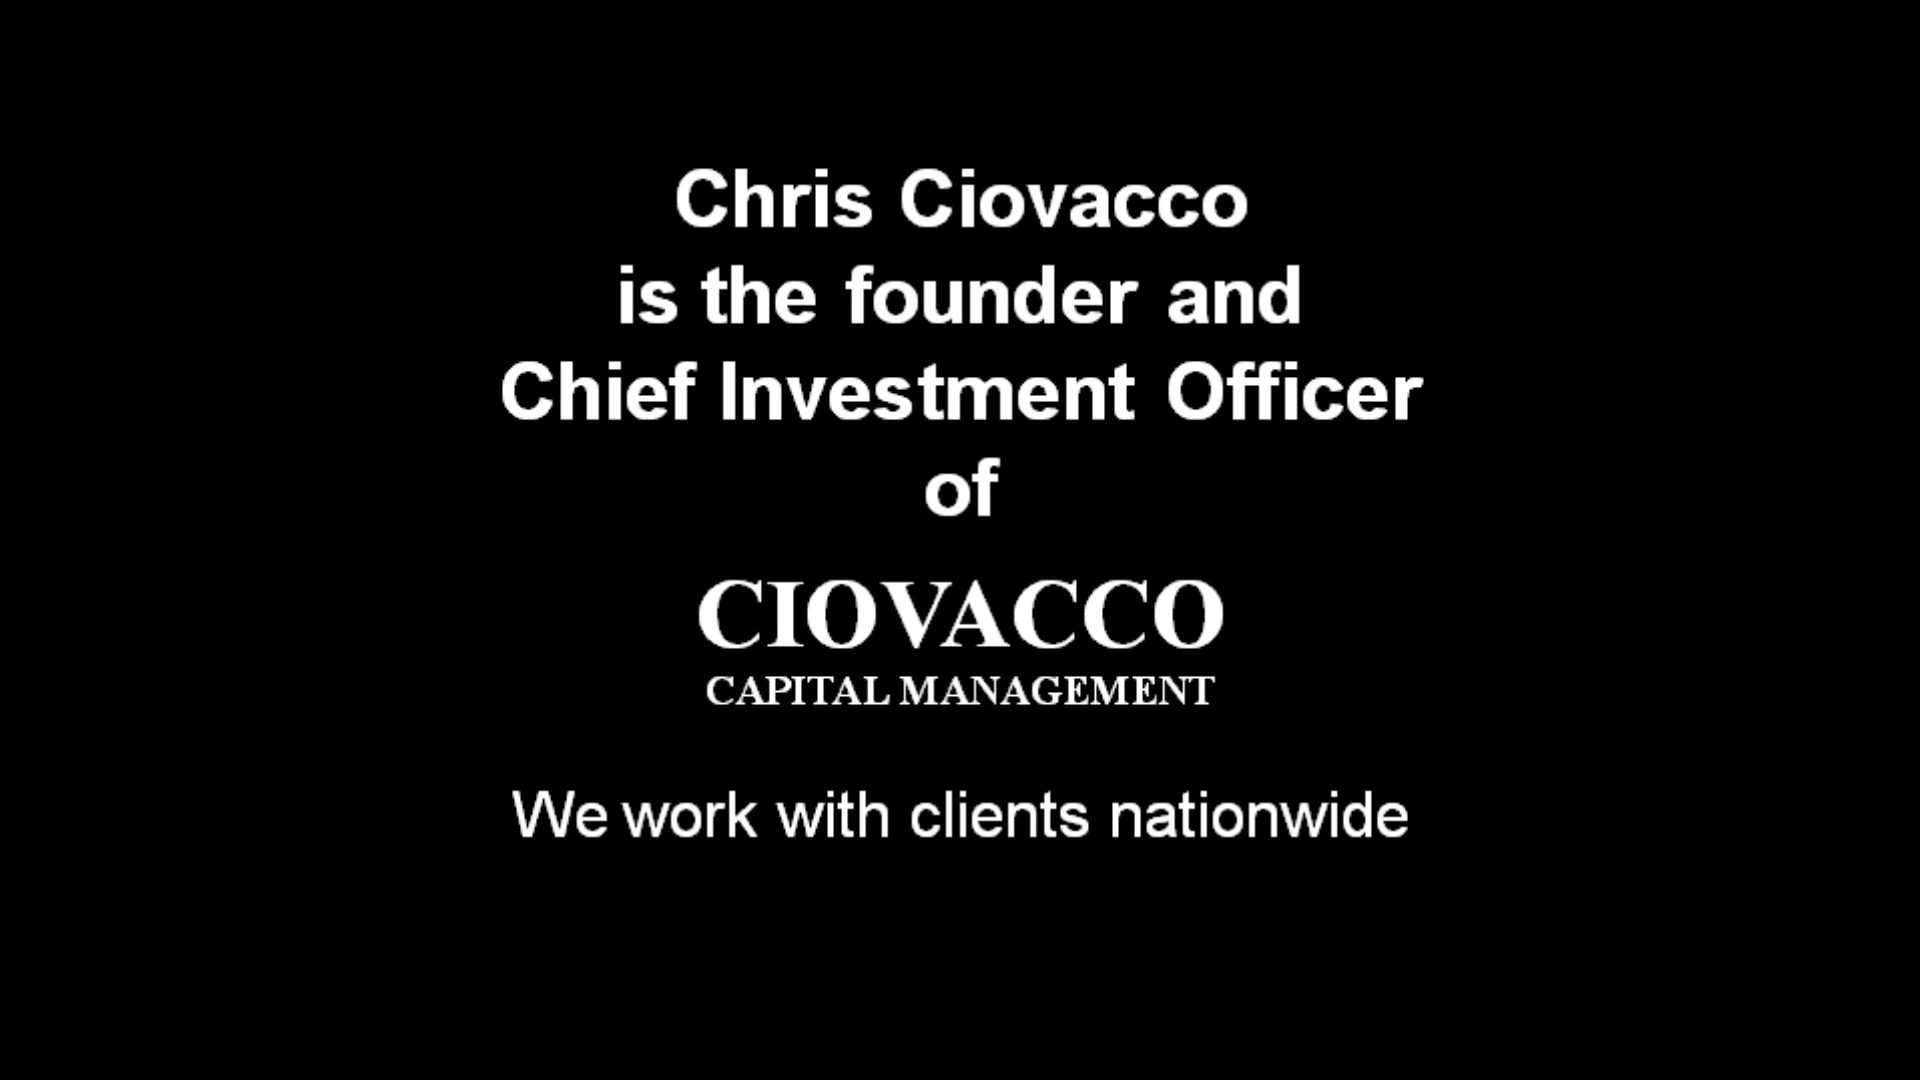 Chris Ciovacco
is the founder and
Chief Investment Officer
of
CIOVACCO
CAPITAL MANAGEMENT
We work with clients nationwide